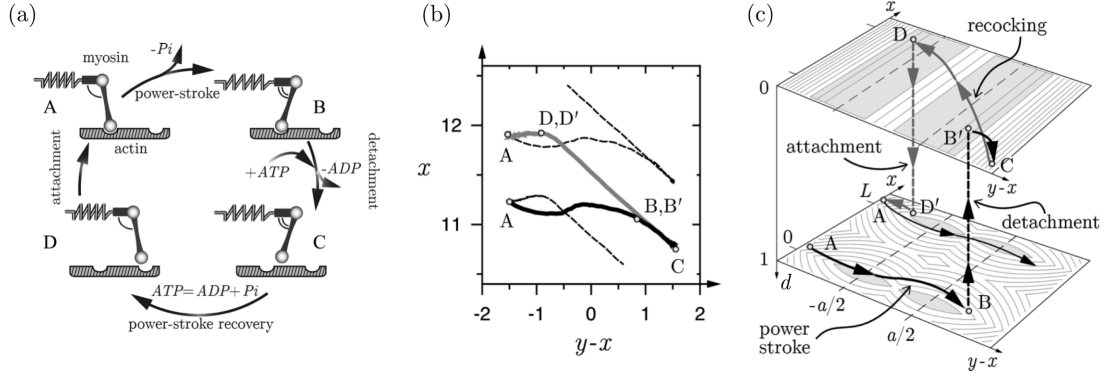 (a)
-Pi
myosin
power-stroke
A
B
actin
attachment
+ATP
-ADP
detachment
D
C
ATP=ADP+Pi
power-stroke recovery
(b)
12
D,D'
A
x
B,B'
11
A
C
-2
-1
0
1
2
y-x
(c)
x
D
recocking
0
B'
attachment
C
y-x
x
L
A
D'
detachment
0
A
1
d
B
-a/2
power
stroke
a/2
y-x